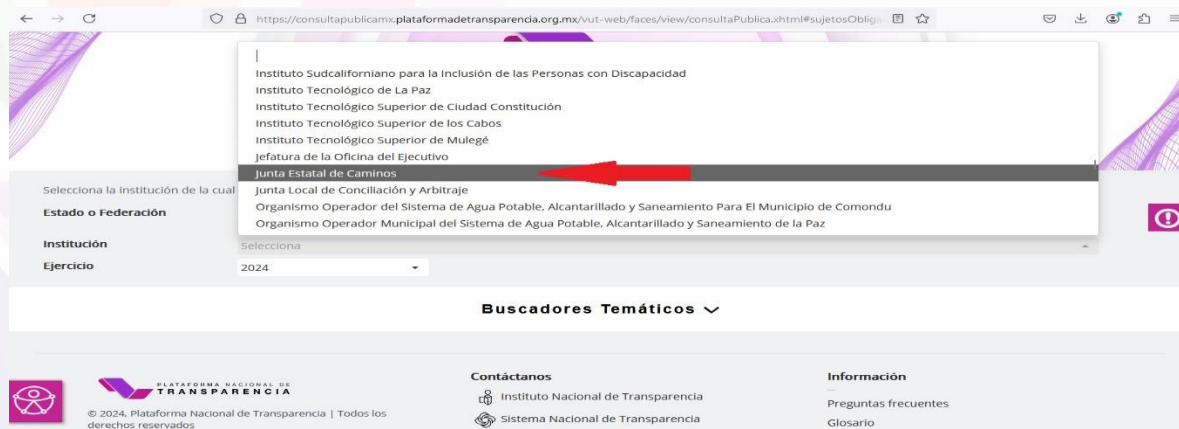 https://consultapublicamx.plataformadetransparencia.org.mx/vut-web/faces/view/consultaPublica.xhtml#sujetosObliga
Instituto Sudcaliforniano para la Inclusión de las Personas con Discapacidad
Instituto Tecnológico de La Paz
Instituto Tecnológico Superior de Ciudad Constitución
Instituto Tecnológico Superior de los Cabos
Instituto Tecnológico Superior de Mulegé
Jefatura de la Oficina del Ejecutivo
Junta Estatal de Caminos
Junta Local de Conciliación y Arbitraje
Organismo Operador del Sistema de Agua Potable, Alcantarillado y Saneamiento Para El Municipio de Comondu
Organismo Operador Municipal del Sistema de Agua Potable, Alcantarillado y Saneamiento de la Paz
Selecciona la institución de la cual
Estado o Federación
Institución
Selecciona
Ejercicio
2024
Buscadores Temáticos
PLATAFORMA NACIONAL DE
TRANSPARENCIA
© 2024, Plataforma Nacional de Transparencia | Todos los
derechos reservados
Contáctanos
Instituto Nacional de Transparencia
Sistema Nacional de Transparencia
Información
Preguntas frecuentes
Glosario